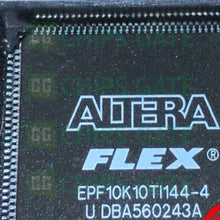 ALTERA
FLEX®
EPF10K10TI144-4
U DBA560243A